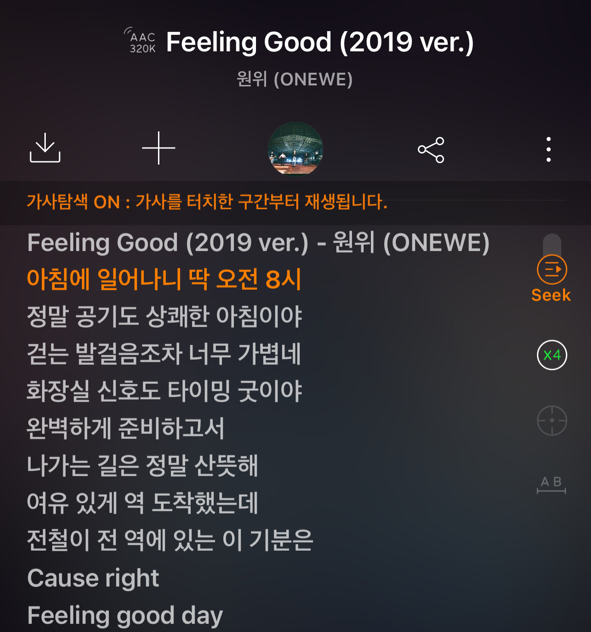 AAC
320K
Feeling Good (2019 ver.)
원위 (ONEWE)
가사탐색 ON : 가사를 터치한 구간부터 재생됩니다.
Feeling Good (2019 ver.) - 원위 (ONEWE)
아침에 일어나니 딱 오전 8시
Seek
정말 공기도 상쾌한 아침이야
걷는 발걸음조차 너무 가볍네
X4
화장실 신호도 타이밍 굿이야
완벽하게 준비하고서
나가는 길은 정말 산뜻해
A B
여유 있게 역 도착했는데
전철이 전 역에 있는 이 기분은
Cause right
Feeling good day